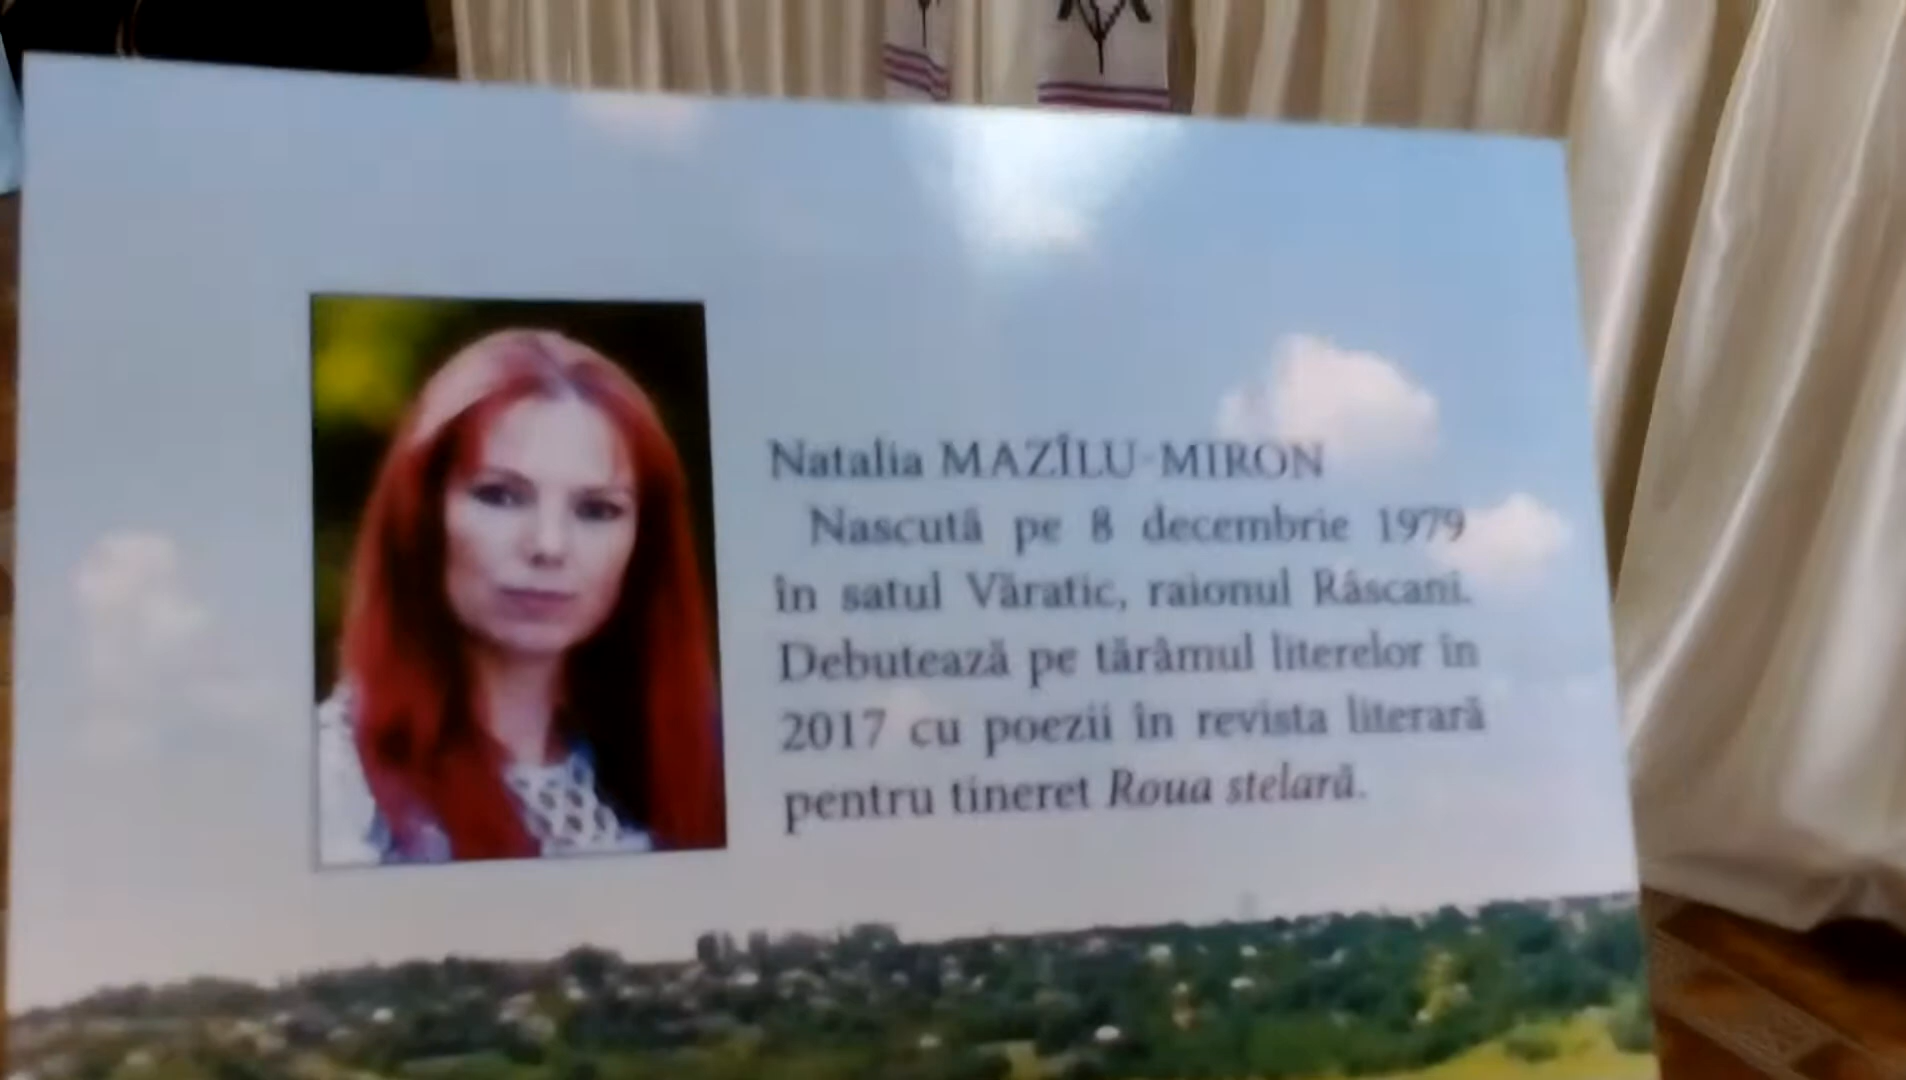 Natalia MAZÎLU-MIRON
Nascută pe 8 decembrie 1979
în satul Văratic, raionul Râșcani.
Debutează pe tărâmul literelor în
2017 cu poezii în revista literară
pentru tineret Roua stelară.